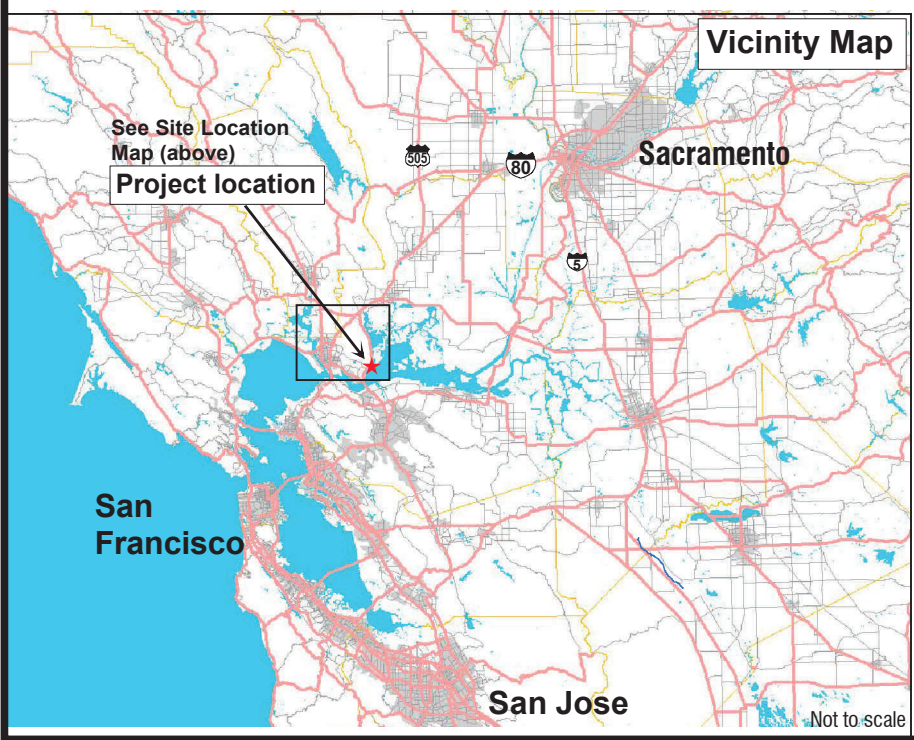 Vicinity Map
See Site Location
Map (above)
Project location
505
80
Sacramento
5
San
Francisco
San Jose
Not to scale